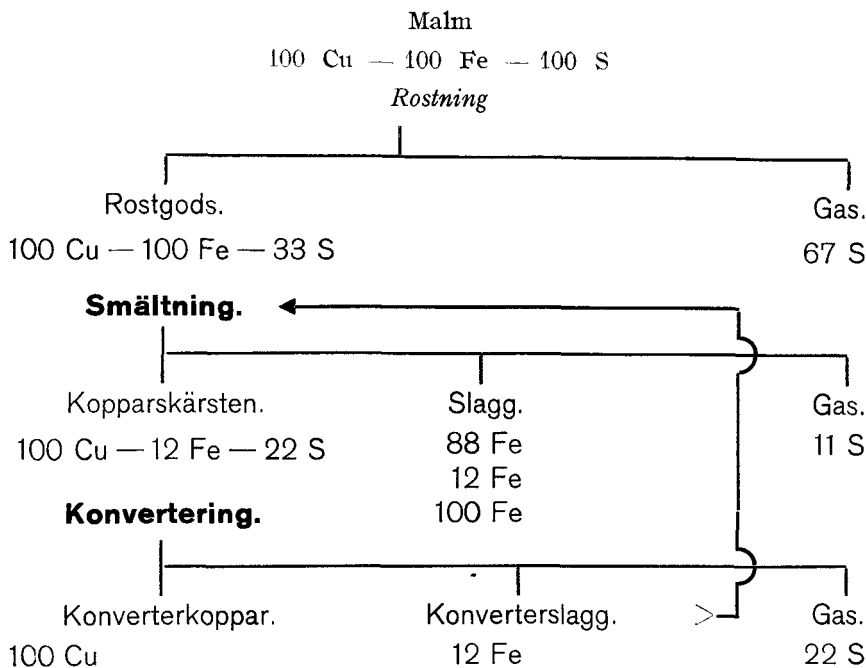 Malm
100 Cu — 100 Fe — 100 S
Rostning
Rostgods. Gas.
100 Cu — 100 Fe — 33 S 67 S
Smältning.
Kopparskärsten. Slagg. Gas.
100 Cu — 12 Fe — 22 S 88 Fe 11 S
12 Fe
Konvertering. 100 Fe
Konverterkoppar. Konverterslagg. Gas.
100 Cu 12 Fe 22 S